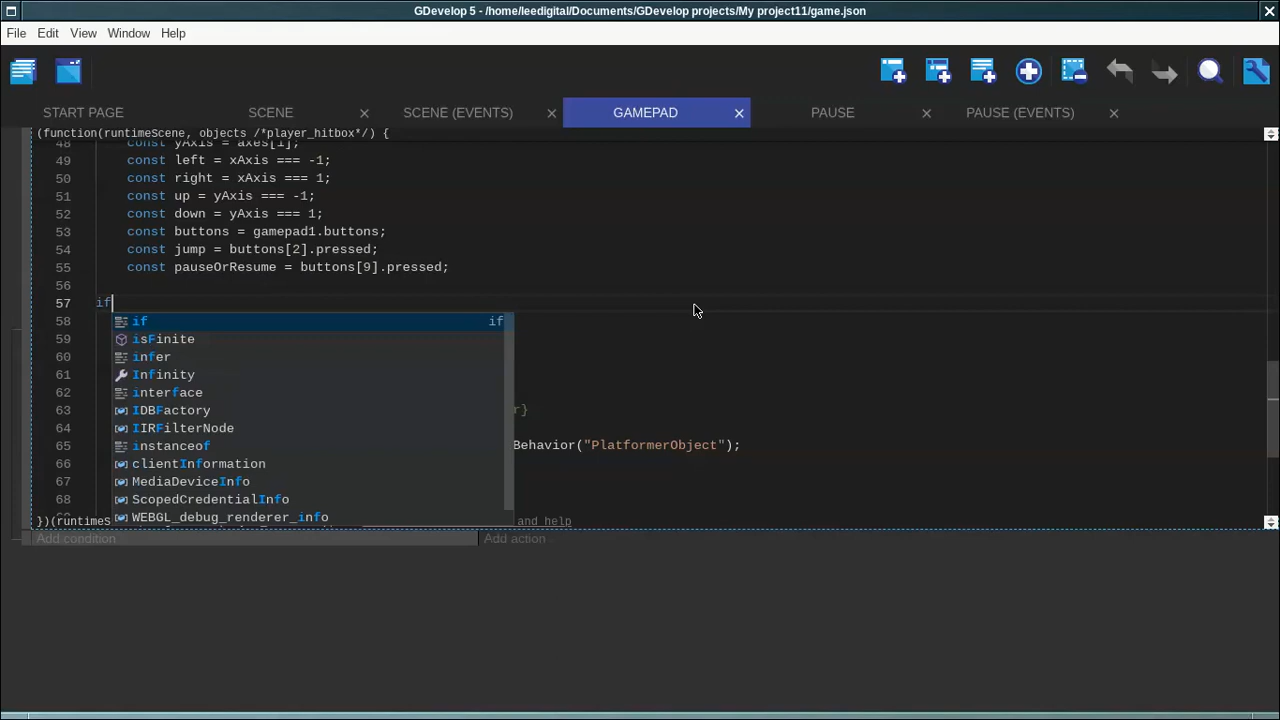 GDevelop 5 - /home/leedigital/Documents/GDevelop projects/My project11/game.json
File Edit View Window Help
START PAGE SCENE SCENE (EVENTS) GAMEPAD PAUSE PAUSE (EVENTS)
(function(runtimeScene, objects /*player_hitbox*/) {
48 const yAxis = axes[1];
49 const left = xAxis === -1;
50 const right = xAxis === 1;
51 const up = yAxis === -1;
52 const down = yAxis === 1;
53 const buttons = gamepad1.buttons;
54 const jump = buttons[2].pressed;
55 const pauseOrResume = buttons[9].pressed;
56
57 if
58 if if
59 isFinite
60 infer
61 Infinity
62 interface
63 IDBFactory r}
64 IIRFilterNode
65 instanceof Behavior("PlatformerObject");
66 clientInformation
67 MediaDeviceInfo
68 ScopedCredentialInfo
WEBGL_debug_renderer_info
})(runtimeS and help
Add condition Add action